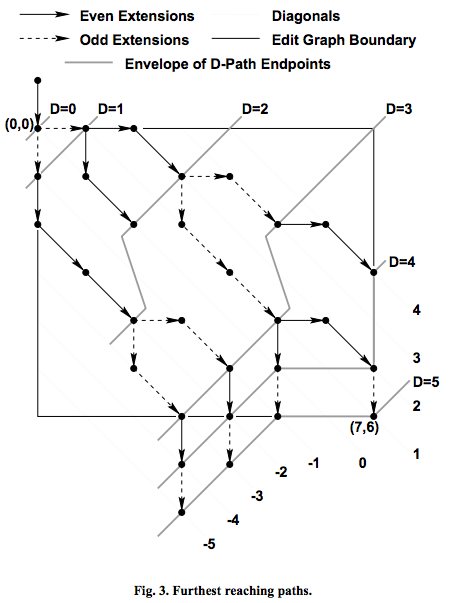 Even Extensions Diagonals
Odd Extensions Edit Graph Boundary
Envelope of D-Path Endpoints
(0,0) D=0 D=1 D=2 D=3
D=4
4
3
D=5
2
(7,6)
1
0
-1
-2
-3
-4
-5
Fig. 3. Furthest reaching paths.